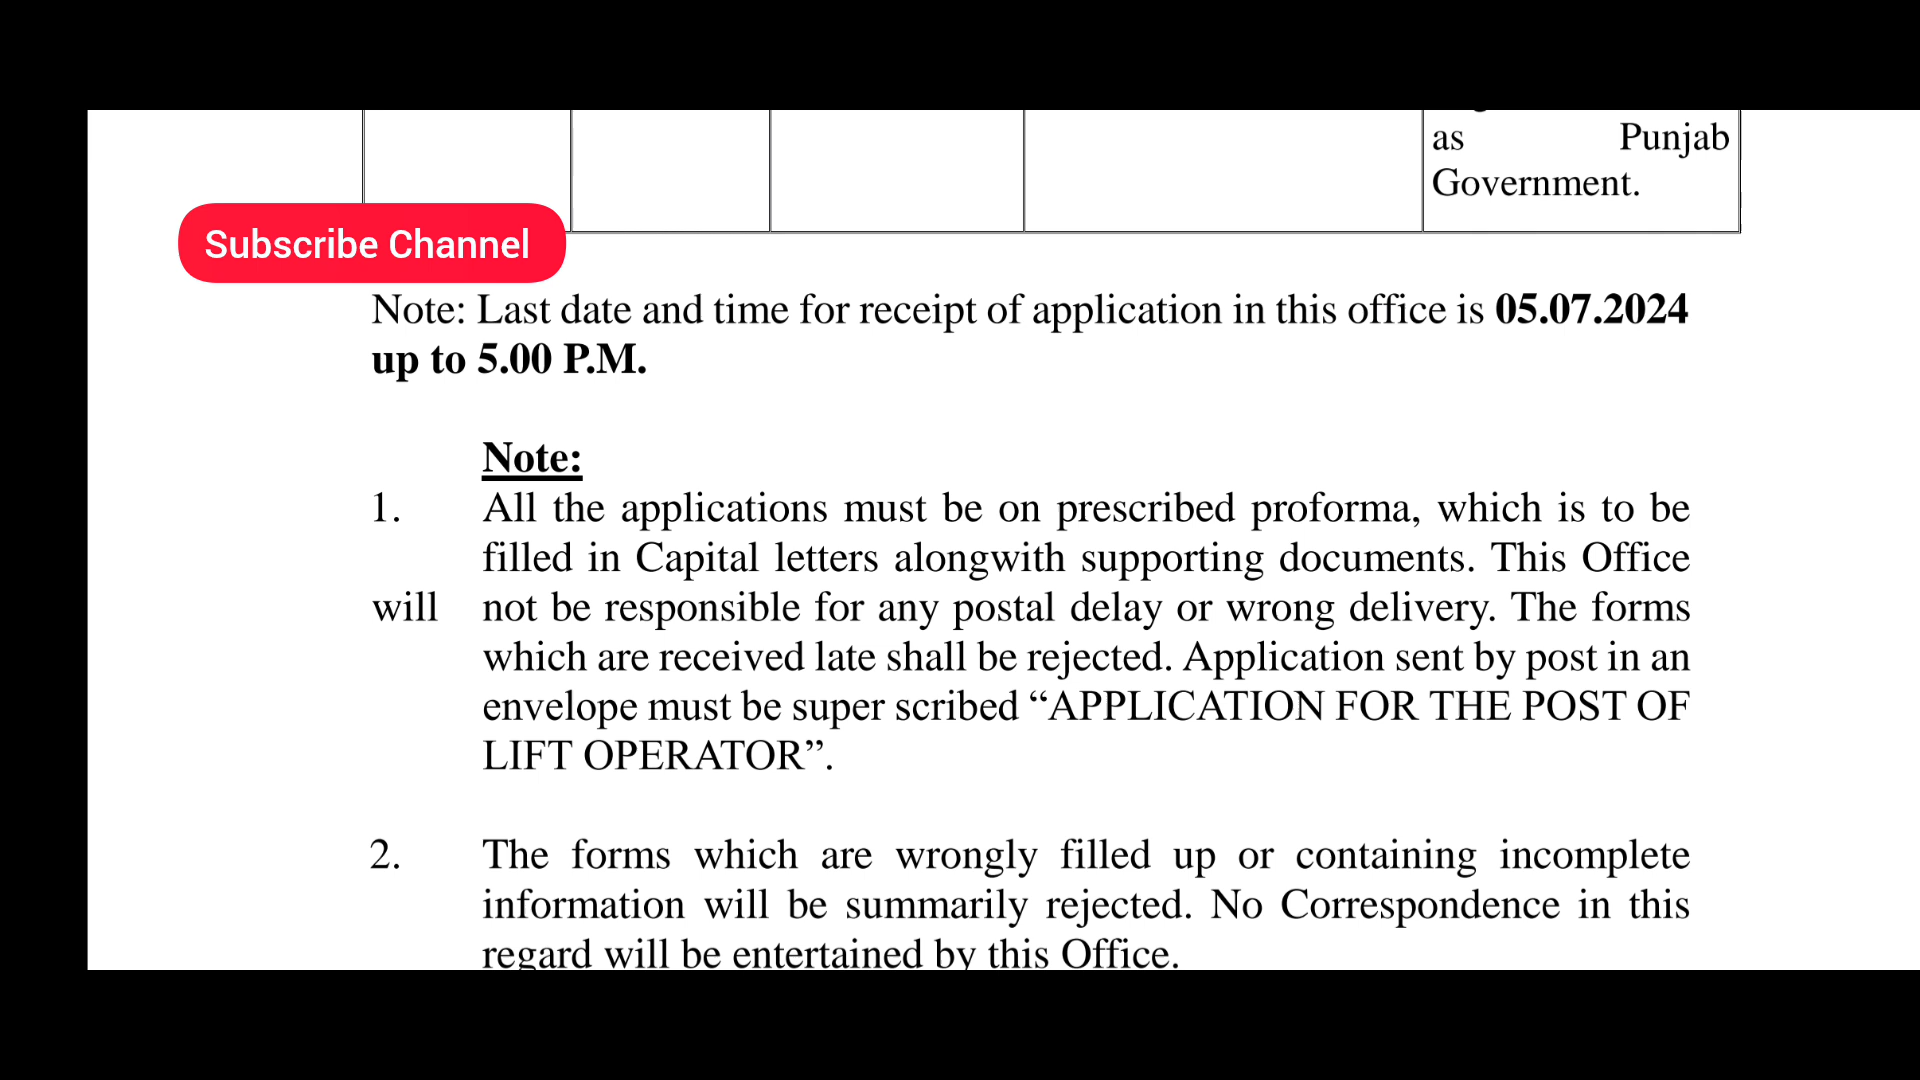 as Punjab
Government.
Subscribe Channel
Note: Last date and time for receipt of application in this office is 05.07.2024
up to 5.00 P.M.
Note:
1. All the applications must be on prescribed proforma, which is to be
filled in Capital letters alongwith supporting documents. This Office
will not be responsible for any postal delay or wrong delivery. The forms
which are received late shall be rejected. Application sent by post in an
envelope must be super scribed “APPLICATION FOR THE POST OF
LIFT OPERATOR”.
2. The forms which are wrongly filled up or containing incomplete
information will be summarily rejected. No Correspondence in this
regard will be entertained by this Office.